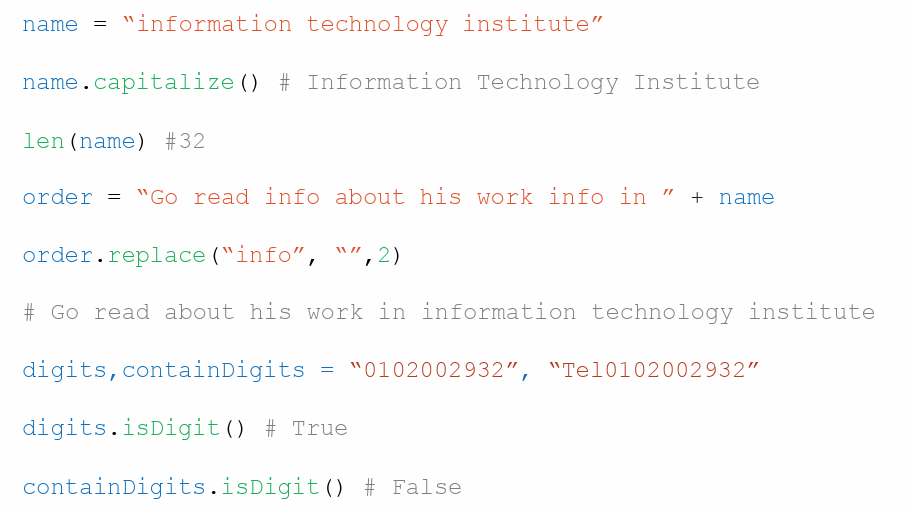 name = “information technology institute”
name.capitalize() # Information Technology Institute
len(name) #32
order = “Go read info about his work info in ” + name
order.replace(“info”, “”,2)
# Go read about his work in information technology institute
digits,containDigits = “0102002932”, “Tel0102002932”
digits.isDigit() # True
containDigits.isDigit() # False